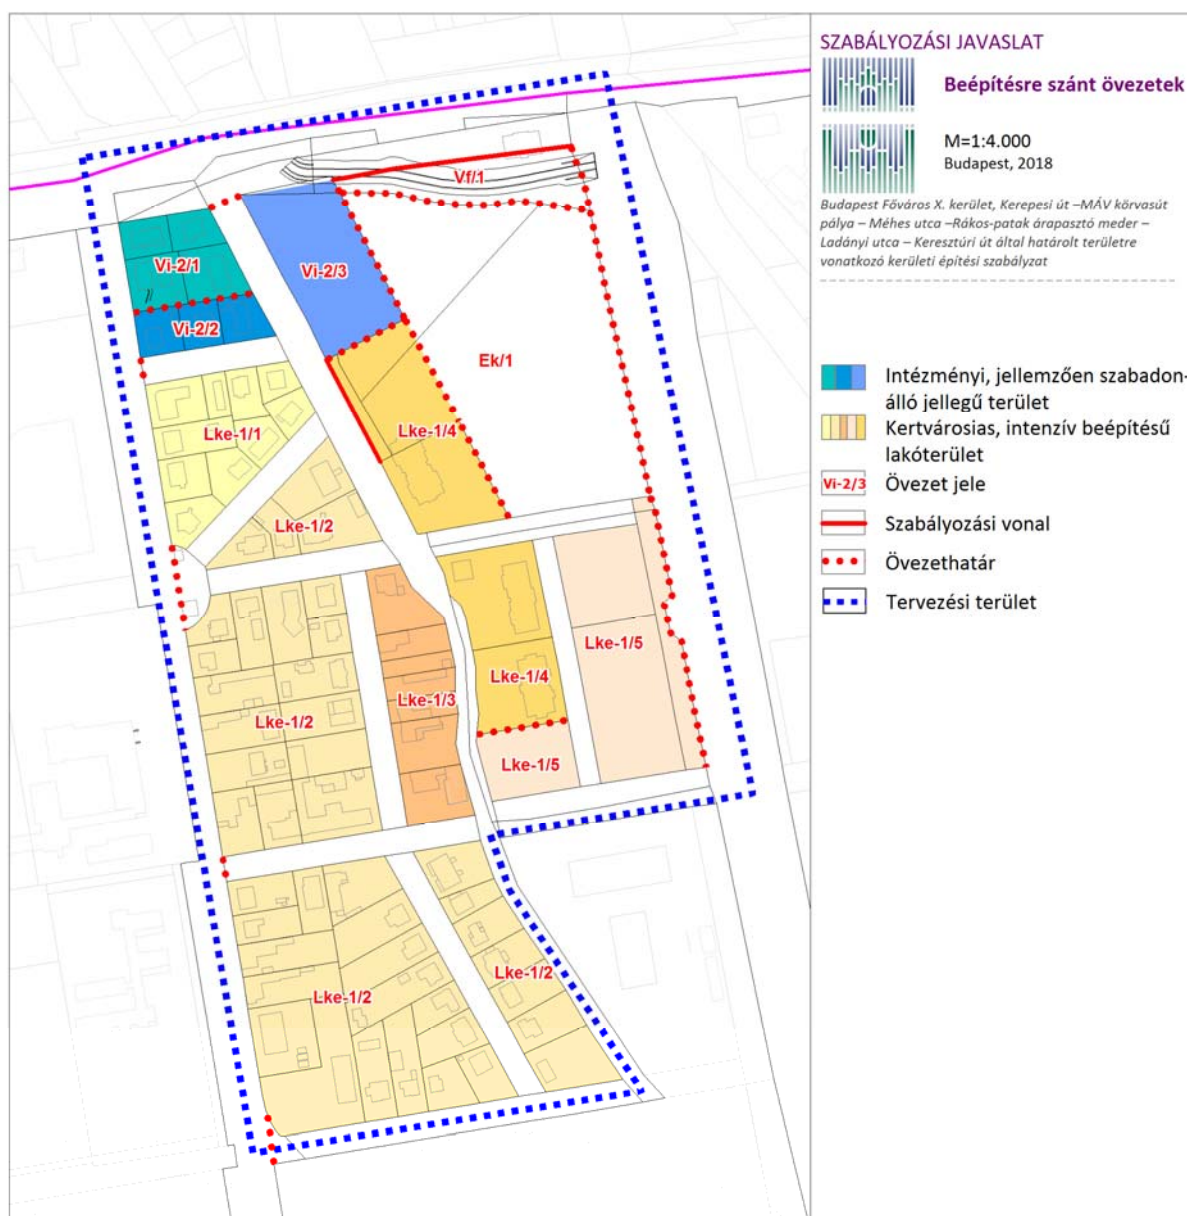 SZABÁLYOZÁSI JAVASLAT
Beépítésre szánt övezetek
M=1:4.000
Budapest, 2018
Budapest Főváros X. kerület, Kerepesi út –MÁV körvasút
pálya – Méhes utca –Rákos-patak árapasztó meder –
Ladányi utca – Keresztúri út által határolt területre
vonatkozó kerületi építési szabályzat
Intézményi, jellemzően szabadon-
álló jellegű terület
Kertvárosias, intenzív beépítésű
lakóterület
Vi-2/3
Övezet jele
Szabályozási vonal
Övezethatár
Tervezési terület
Vf/1
Vi-2/1
Vi-2/3
Vi-2/2
Ek/1
Lke-1/1
Lke-1/4
Lke-1/2
Lke-1/5
Lke-1/4
Lke-1/3
Lke-1/2
Lke-1/5
Lke-1/2
Lke-1/2